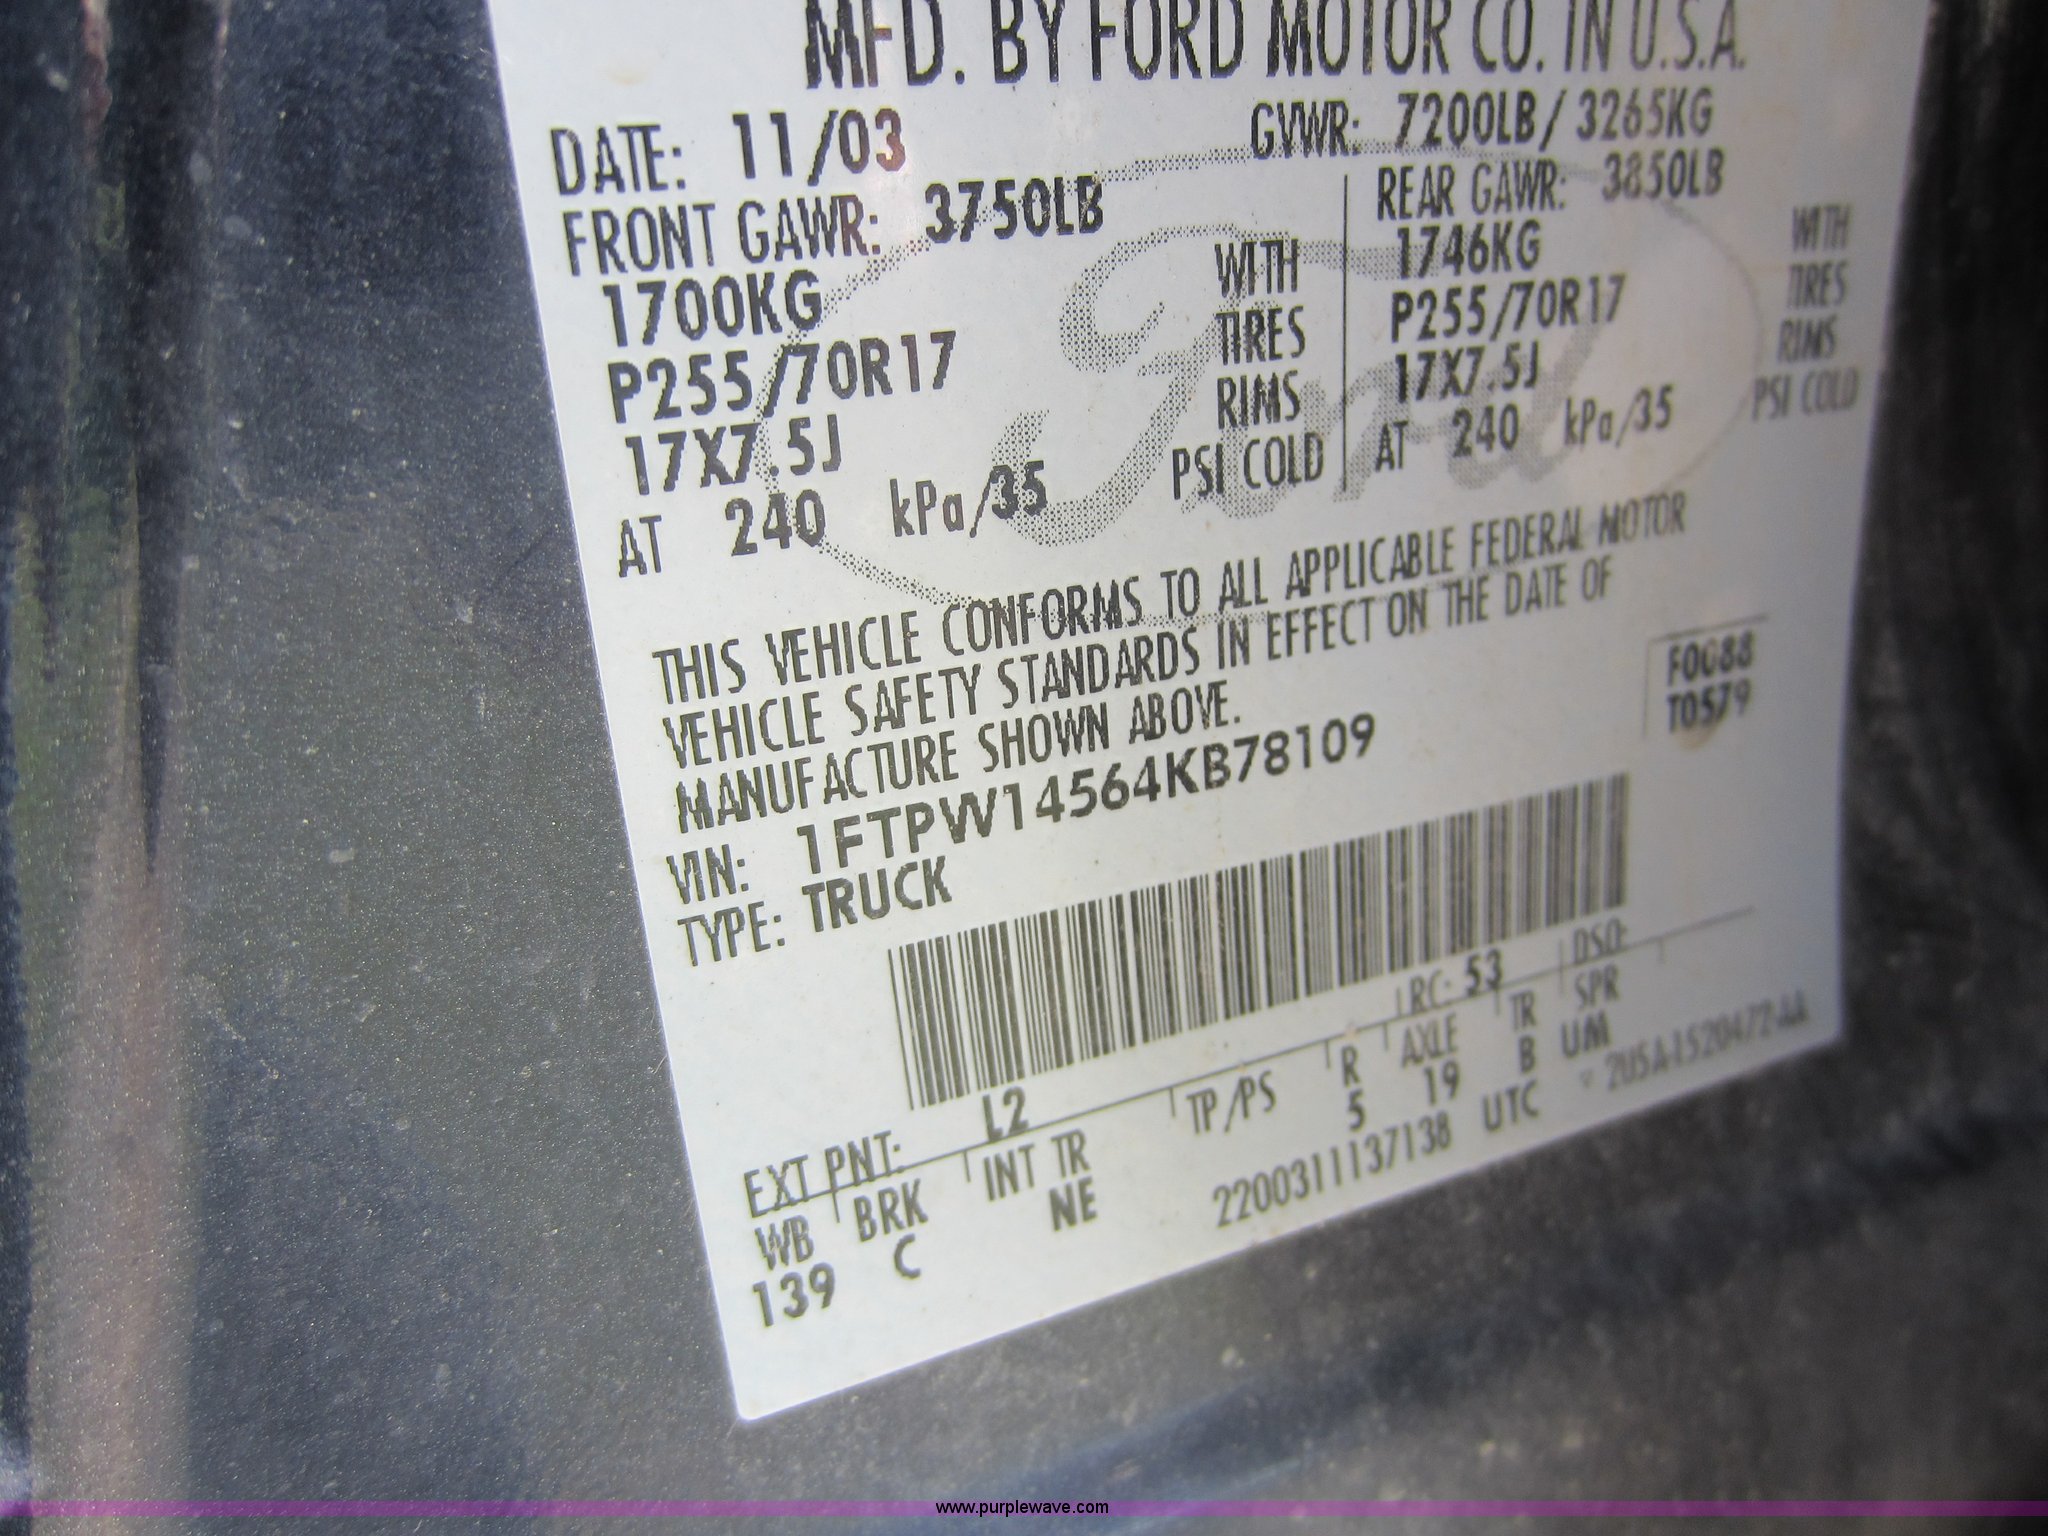 MFD. BY FORD MOTOR CO. IN U.S.A.
DATE: 11/03 GVWR: 7200LB/ 3265KG
FRONT GAWR: 3750LB REAR GAWR: 3850LB
1700KG WITH 1746KG WITH
P255/70R17 TIRES P255/70R17 TIRES
17X7.5J RIMS 17X7.5J RIMS
AT 240 kPa/35 PSI COLD AT 240 kPa/35 PSI COLD
Ford
THIS VEHICLE CONFORMS TO ALL APPLICABLE FEDERAL MOTOR
VEHICLE SAFETY STANDARDS IN EFFECT ON THE DATE OF
MANUFACTURE SHOWN ABOVE.
F0088
T0579
VIN: 1FTPW14564KB78109
TYPE: TRUCK
EXT PNT: L2 RC: 53 DSO:
WB BRK INT TR TP/PS R AXLE TR SPR
139 C NE 5 19 B UM
2200311137138 UTC
2USA-1520472-AA
www.purplewave.com